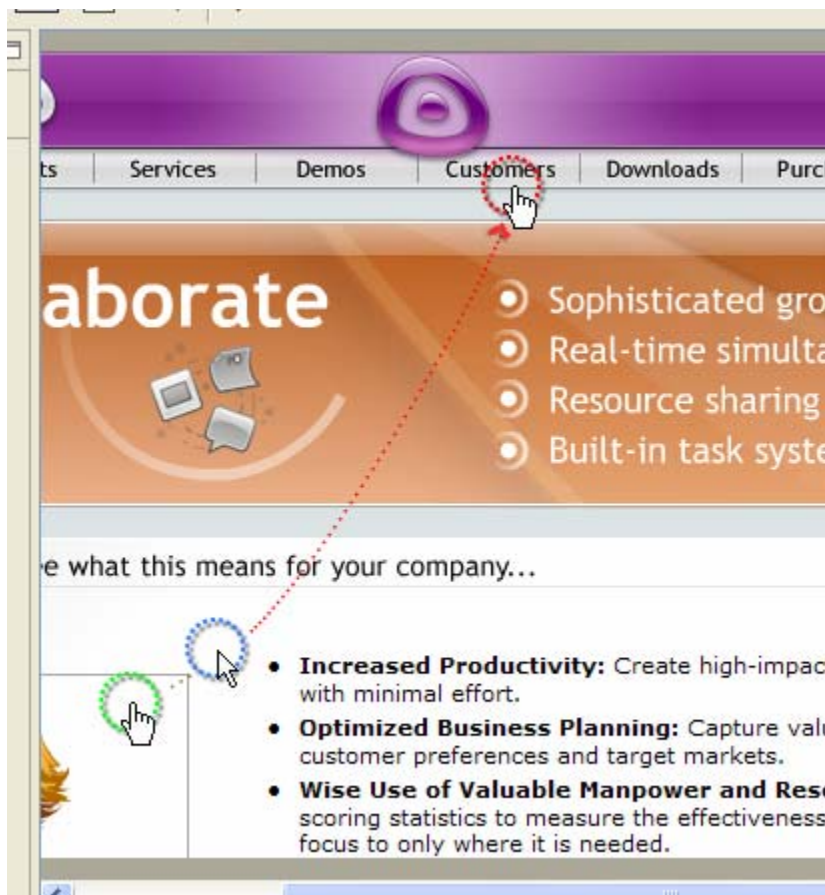 ts Services Demos Customers Downloads Purc
aborate
Sophisticated gro
Real-time simulta
Resource sharing
Built-in task syste
e what this means for your company...
• Increased Productivity: Create high-impac
with minimal effort.
• Optimized Business Planning: Capture valu
customer preferences and target markets.
• Wise Use of Valuable Manpower and Reso
scoring statistics to measure the effectiveness
focus to only where it is needed.